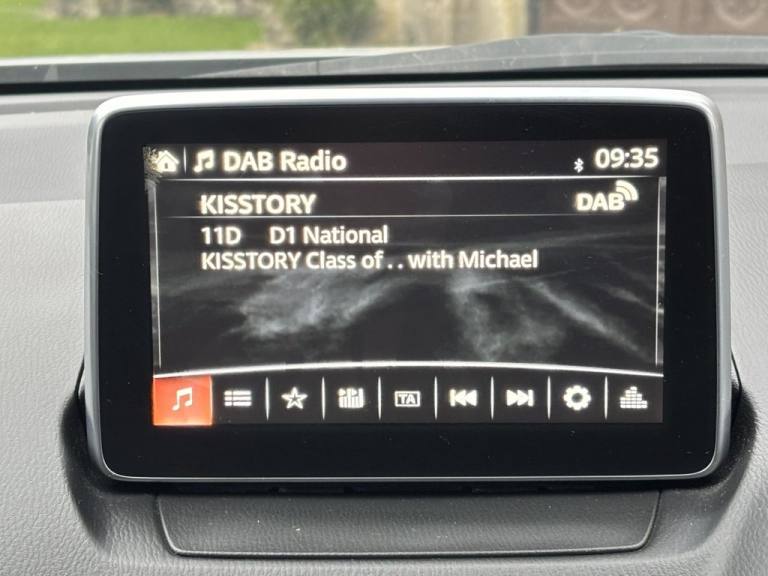 DAB Radio 09:35
KISSTORY DAB
11D D1 National
KISSTORY Class of . . with Michael
TA